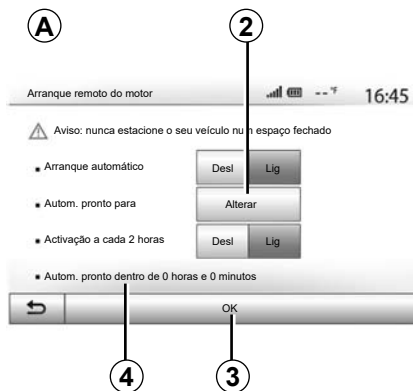 A
2
Arranque remoto do motor
-- °F
16:45
Aviso: nunca estacione o seu veículo num espaço fechado
Arranque automático
Desl
Lig
Autom. pronto para
Alterar
Activação a cada 2 horas
Desl
Lig
Autom. pronto dentro de 0 horas e 0 minutos
OK
4
3